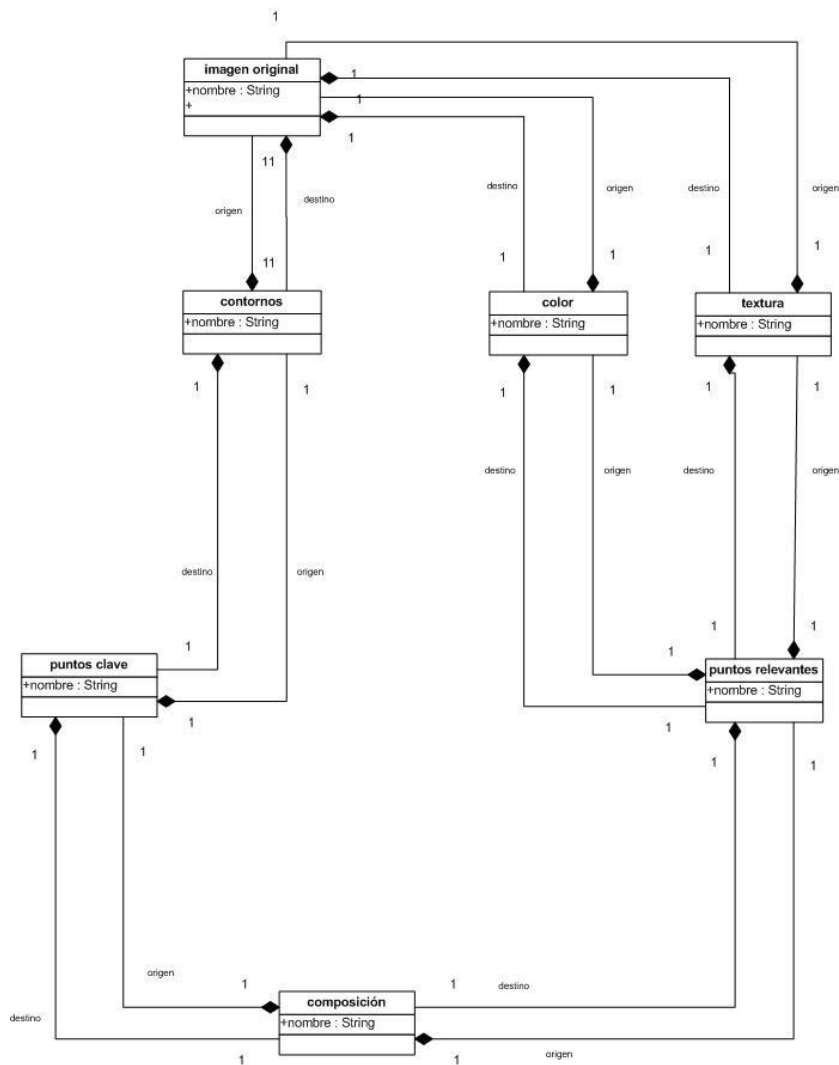 1
imagen original
+nombre : String
+
1
1
1
11
destino
origen
destino
origen
destino
origen
11
1
1
1
1
contornos
+nombre : String
color
+nombre : String
textura
+nombre : String
1
1
1
1
1
1
destino
origen
destino
origen
destino
origen
1
1
1
1
puntos clave
+nombre : String
puntos relevantes
+nombre : String
1
1
1
1
1
1
origen
1
1
destino
composición
+nombre : String
destino
1
1
origen